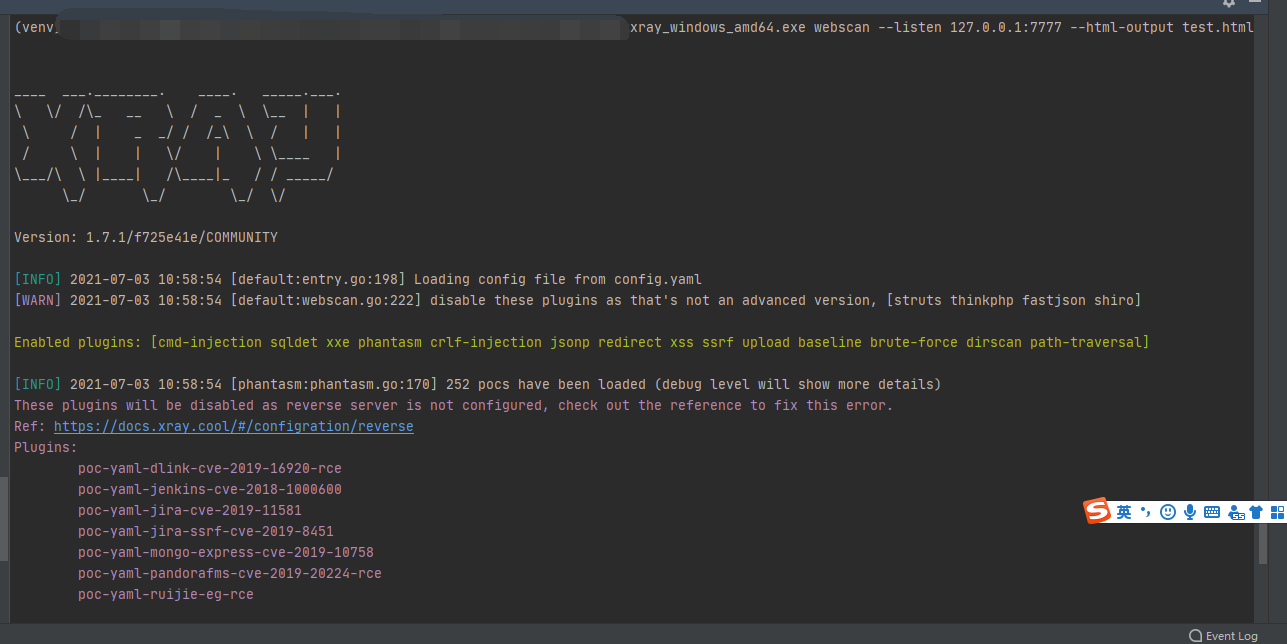 (venv xray_windows_amd64.exe webscan --listen 127.0.0.1:7777 --html-output test.html
____  ___.________.    ____.   _____.___.
\   \/  /\_   __   \  /  _  \  \__  |   |
 \     /  |    _  _/ /  /_\  \  /   |   |
 /     \  |   |   \/    |    \ \____    |
\___/\  \ |____|   /\____|_   / / _____/
      \_/       \_/        \_/  \/
Version: 1.7.1/f725e41e/COMMUNITY
[INFO] 2021-07-03 10:58:54 [default:entry.go:198] Loading config file from config.yaml
[WARN] 2021-07-03 10:58:54 [default:webscan.go:222] disable these plugins as that's not an advanced version, [struts thinkphp fastjson shiro]
Enabled plugins: [cmd-injection sqldet xxe phantasm crlf-injection jsonp redirect xss ssrf upload baseline brute-force dirscan path-traversal]
[INFO] 2021-07-03 10:58:54 [phantasm:phantasm.go:170] 252 pocs have been loaded (debug level will show more details)
These plugins will be disabled as reverse server is not configured, check out the reference to fix this error.
Ref: https://docs.xray.cool/#/configration/reverse
Plugins:
poc-yaml-dlink-cve-2019-16920-rce
poc-yaml-jenkins-cve-2018-1000600
poc-yaml-jira-cve-2019-11581
poc-yaml-jira-ssrf-cve-2019-8451
poc-yaml-mongo-express-cve-2019-10758
poc-yaml-pandorafms-cve-2019-20224-rce
poc-yaml-ruijie-eg-rce
英
Event Log